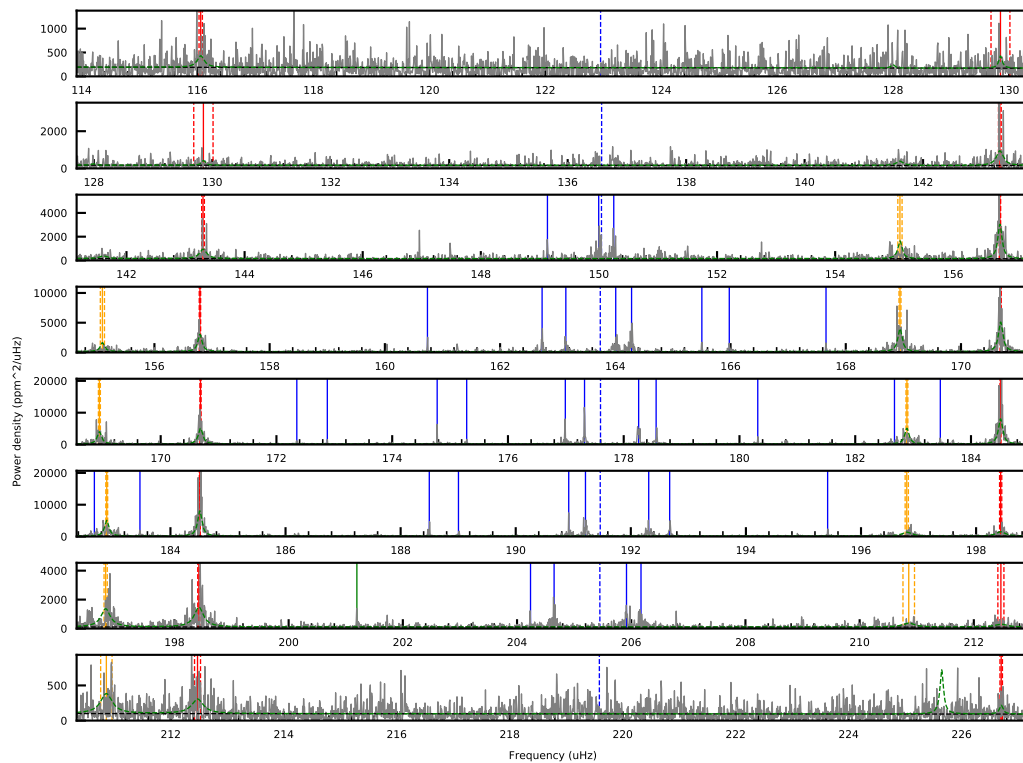 1000
500
0
114 116 118 120 122 124 126 128 130
2000
0
128 130 132 134 136 138 140 142
4000
2000
0
142 144 146 148 150 152 154 156
10000
5000
0
156 158 160 162 164 166 168 170
20000
10000
0
170 172 174 176 178 180 182 184
20000
10000
0
184 186 188 190 192 194 196 198
4000
2000
0
198 200 202 204 206 208 210 212
500
0
212 214 216 218 220 222 224 226
Power density (ppm^2/uHz)
Frequency (uHz)